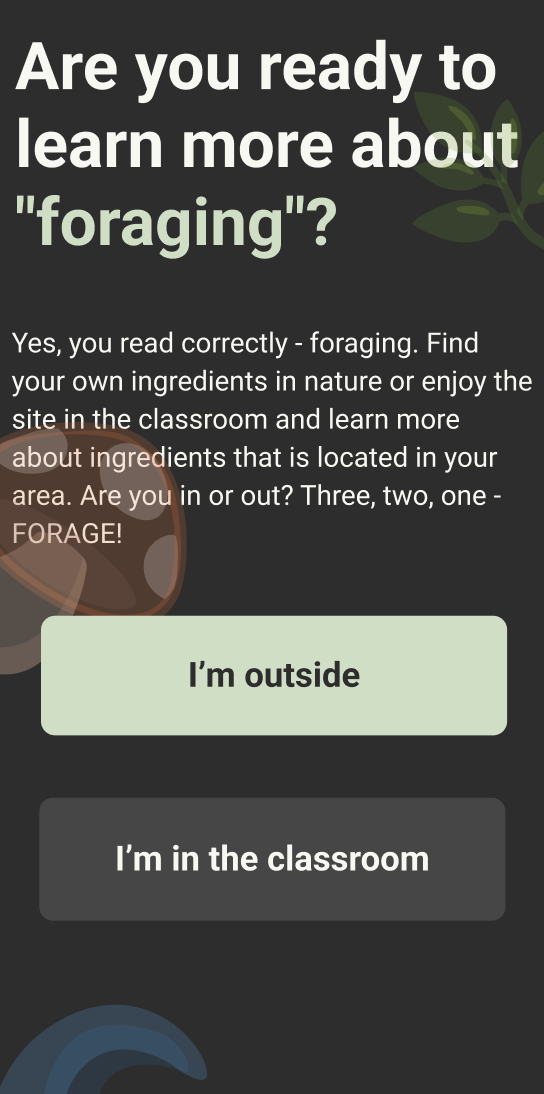 Are you ready to
learn more about
"foraging"?
Yes, you read correctly - foraging. Find
your own ingredients in nature or enjoy the
site in the classroom and learn more
about ingredients that is located in your
area. Are you in or out? Three, two, one -
FORAGE!
I’m outside
I’m in the classroom